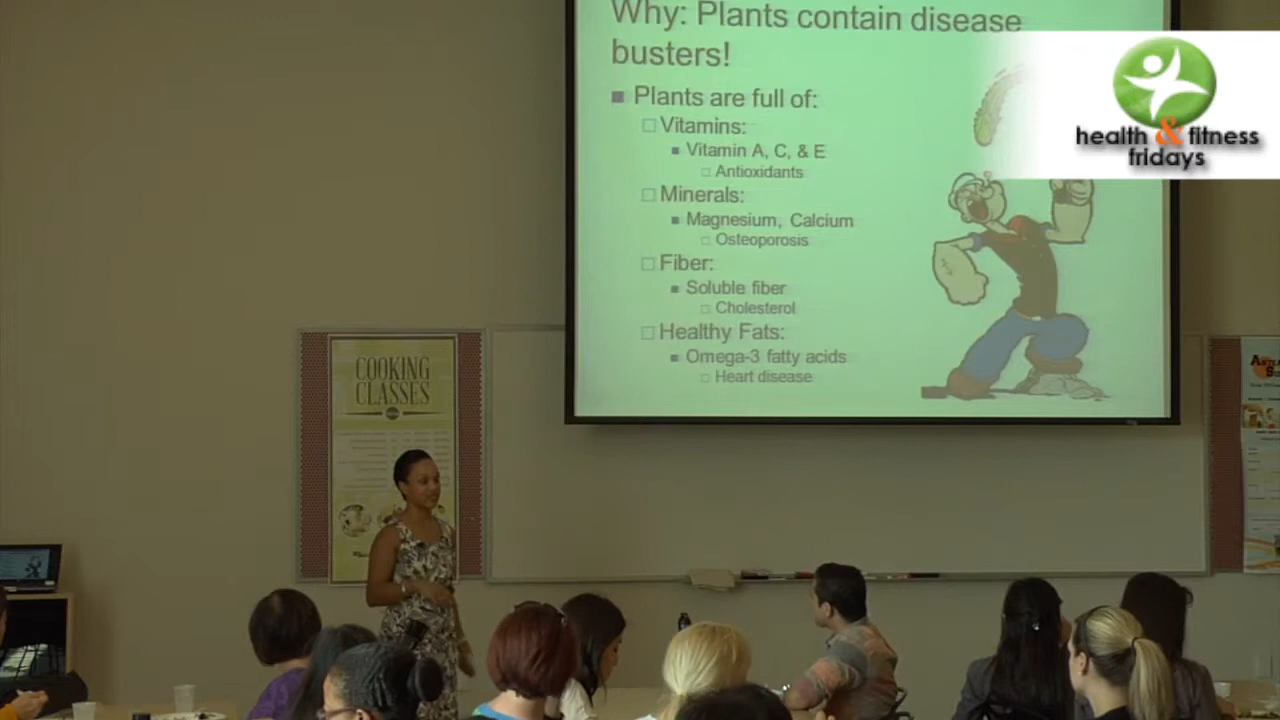 Why: Plants contain disease
busters!
Plants are full of:
Vitamins:
Vitamin A, C, & E
Antioxidants
Minerals:
Magnesium, Calcium
Osteoporosis
Fiber:
Soluble fiber
Cholesterol
Healthy Fats:
Omega-3 fatty acids
Heart disease
health & fitness
fridays
COOKING
CLASSES